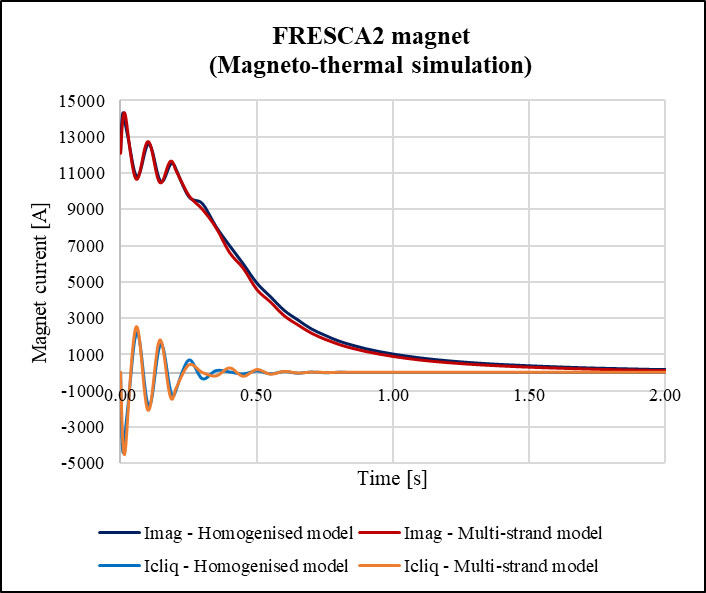 FRESCA2 magnet
(Magneto-thermal simulation)
15000
13000
11000
9000
7000
5000
3000
1000
-1000
-3000
-5000
Magnet current [A]
0.00 0.50 1.00 1.50 2.00
Time [s]
Imag - Homogenised model Imag - Multi-strand model
Icliq - Homogenised model Icliq - Multi-strand model